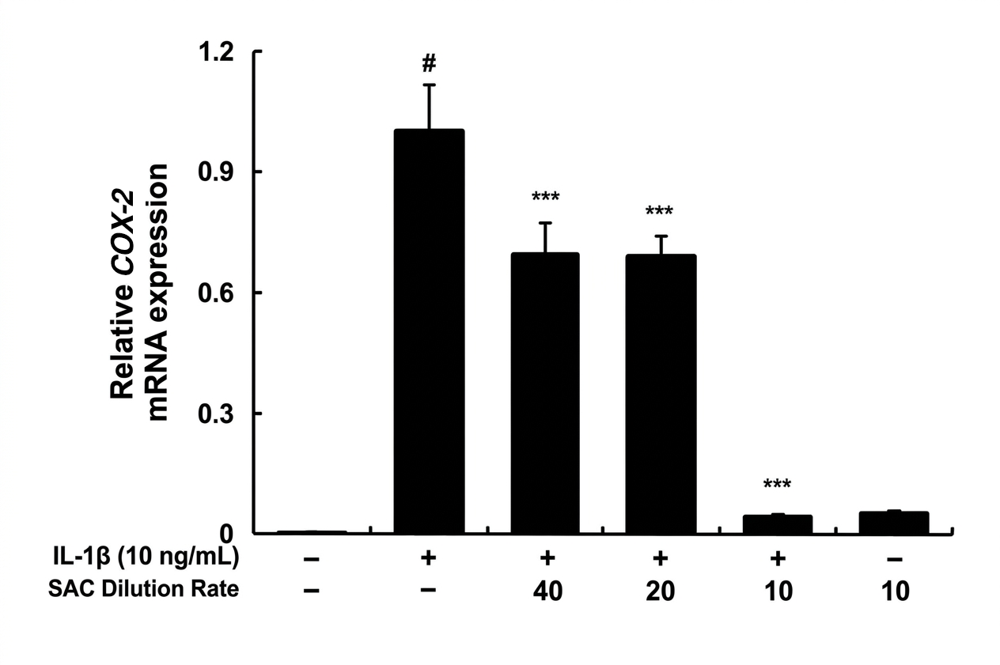 Relative COX-2
mRNA expression
1.2
0.9
0.6
0.3
0
#
***
***
***
IL-1β (10 ng/mL) – + + + + –
SAC Dilution Rate – – 40 20 10 10